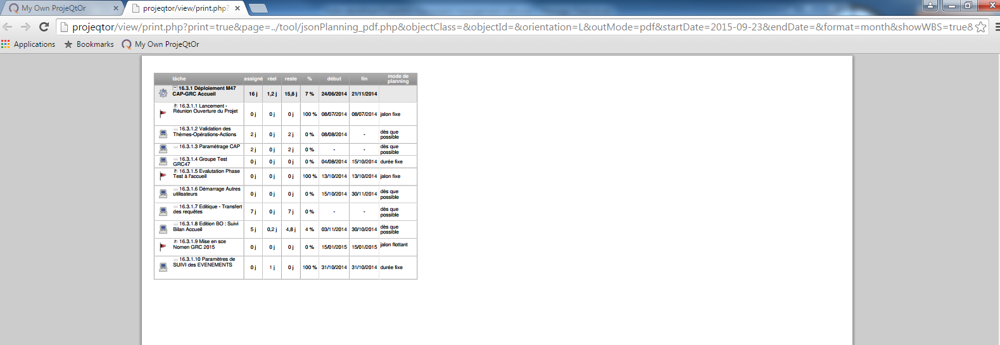 My Own ProjeQtOr
projeqtor/view/print.php?
projeqtor/view/print.php?print=true&page=../tool/jsonPlanning_pdf.php&objectClass=&objectId=&orientation=L&outMode=pdf&startDate=2015-09-23&endDate=&format=month&showWBS=true&
Applications Bookmarks My Own ProjeQtOr
tâche assigné réel reste % début fin mode de planning
16.3.1 Déploiement M47
CAP-GRC Accueil 16 j 1,2 j 15,8 j 7 % 24/06/2014 21/11/2014
16.3.1.1 Lancement -
Réunion Ouverture du Projet 0 j 0 j 0 j 100 % 08/07/2014 08/07/2014 jalon fixe
16.3.1.2 Validation des
Thèmes-Opérations-Actions 2 j 0 j 2 j 0 % 08/08/2014 - dès que possible
16.3.1.3 Paramétrage CAP 2 j 0 j 2 j 0 % - - dès que possible
16.3.1.4 Groupe Test
GRC47 0 j 0 j 0 j 0 % 04/08/2014 15/10/2014 durée fixe
16.3.1.5 Evalutation Phase
Test à l'accueil 0 j 0 j 0 j 100 % 13/10/2014 13/10/2014 jalon fixe
16.3.1.6 Démarrage Autres
utilisateurs 0 j 0 j 0 j 0 % 15/10/2014 30/11/2014 dès que possible
16.3.1.7 Editique - Transfert
des requêtes 7 j 0 j 7 j 0 % - - dès que possible
16.3.1.8 Edition BO : Suivi
Bilan Accueil 5 j 0,2 j 4,8 j 4 % 03/11/2014 30/10/2014 dès que possible
16.3.1.9 Mise en sce
Nomen GRC 2015 0 j 0 j 0 j 0 % 15/01/2015 15/01/2015 jalon flottant
16.3.1.10 Paramètres de
SUIVI des EVENEMENTS 0 j 1 j 0 j 100 % 31/10/2014 31/10/2014 durée fixe